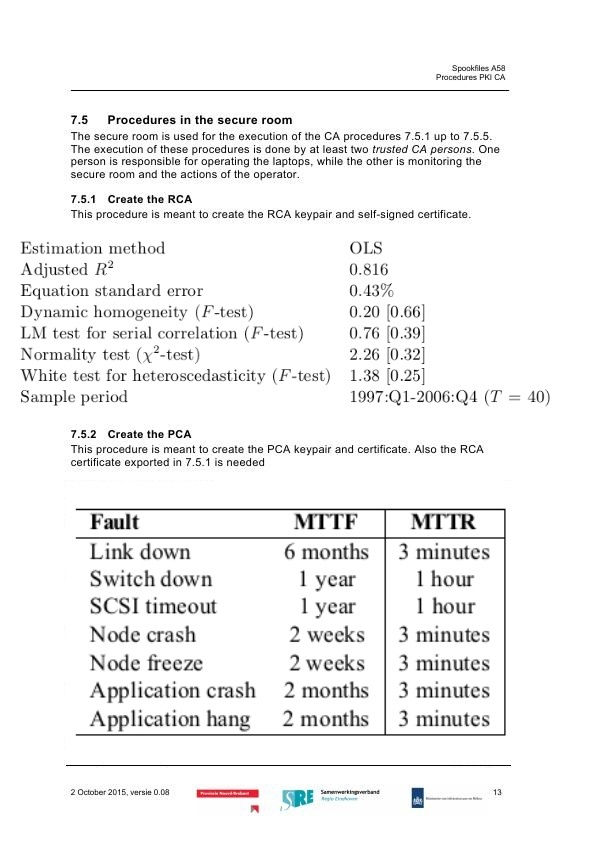 Spookfiles A58
Procedures PKI CA
7.5 Procedures in the secure room
The secure room is used for the execution of the CA procedures 7.5.1 up to 7.5.5.
The execution of these procedures is done by at least two trusted CA persons. One
person is responsible for operating the laptops, while the other is monitoring the
secure room and the actions of the operator.
7.5.1 Create the RCA
This procedure is meant to create the RCA keypair and self-signed certificate.
Estimation method OLS
Adjusted R² 0.816
Equation standard error 0.43%
Dynamic homogeneity (F-test) 0.20 [0.66]
LM test for serial correlation (F-test) 0.76 [0.39]
Normality test (χ²-test) 2.26 [0.32]
White test for heteroscedasticity (F-test) 1.38 [0.25]
Sample period 1997:Q1-2006:Q4 (T = 40)
7.5.2 Create the PCA
This procedure is meant to create the PCA keypair and certificate. Also the RCA
certificate exported in 7.5.1 is needed
Fault MTTF MTTR
Link down 6 months 3 minutes
Switch down 1 year 1 hour
SCSI timeout 1 year 1 hour
Node crash 2 weeks 3 minutes
Node freeze 2 weeks 3 minutes
Application crash 2 months 3 minutes
Application hang 2 months 3 minutes
2 October 2015, versie 0.08 Provincie Noord-Brabant SRE Samenwerkingsverband 13
Regio Eindhoven